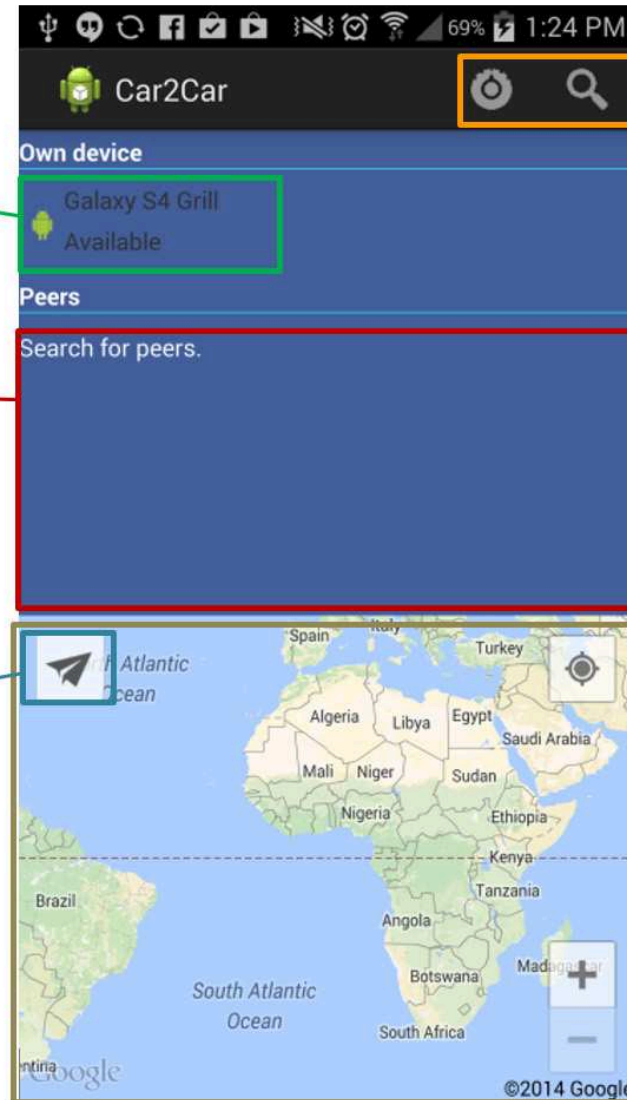 69% 1:24 PM
Car2Car
Own device
Galaxy S4 Grill
Available
Peers
Search for peers.
Spain
Italy
Turkey
Atlantic
Ocean
Algeria
Libya
Egypt
Saudi Arabia
Mali
Niger
Sudan
Nigeria
Ethiopia
Kenya
Brazil
Tanzania
Angola
Botswana
South Atlantic
Ocean
South Africa
Google
©2014 Google